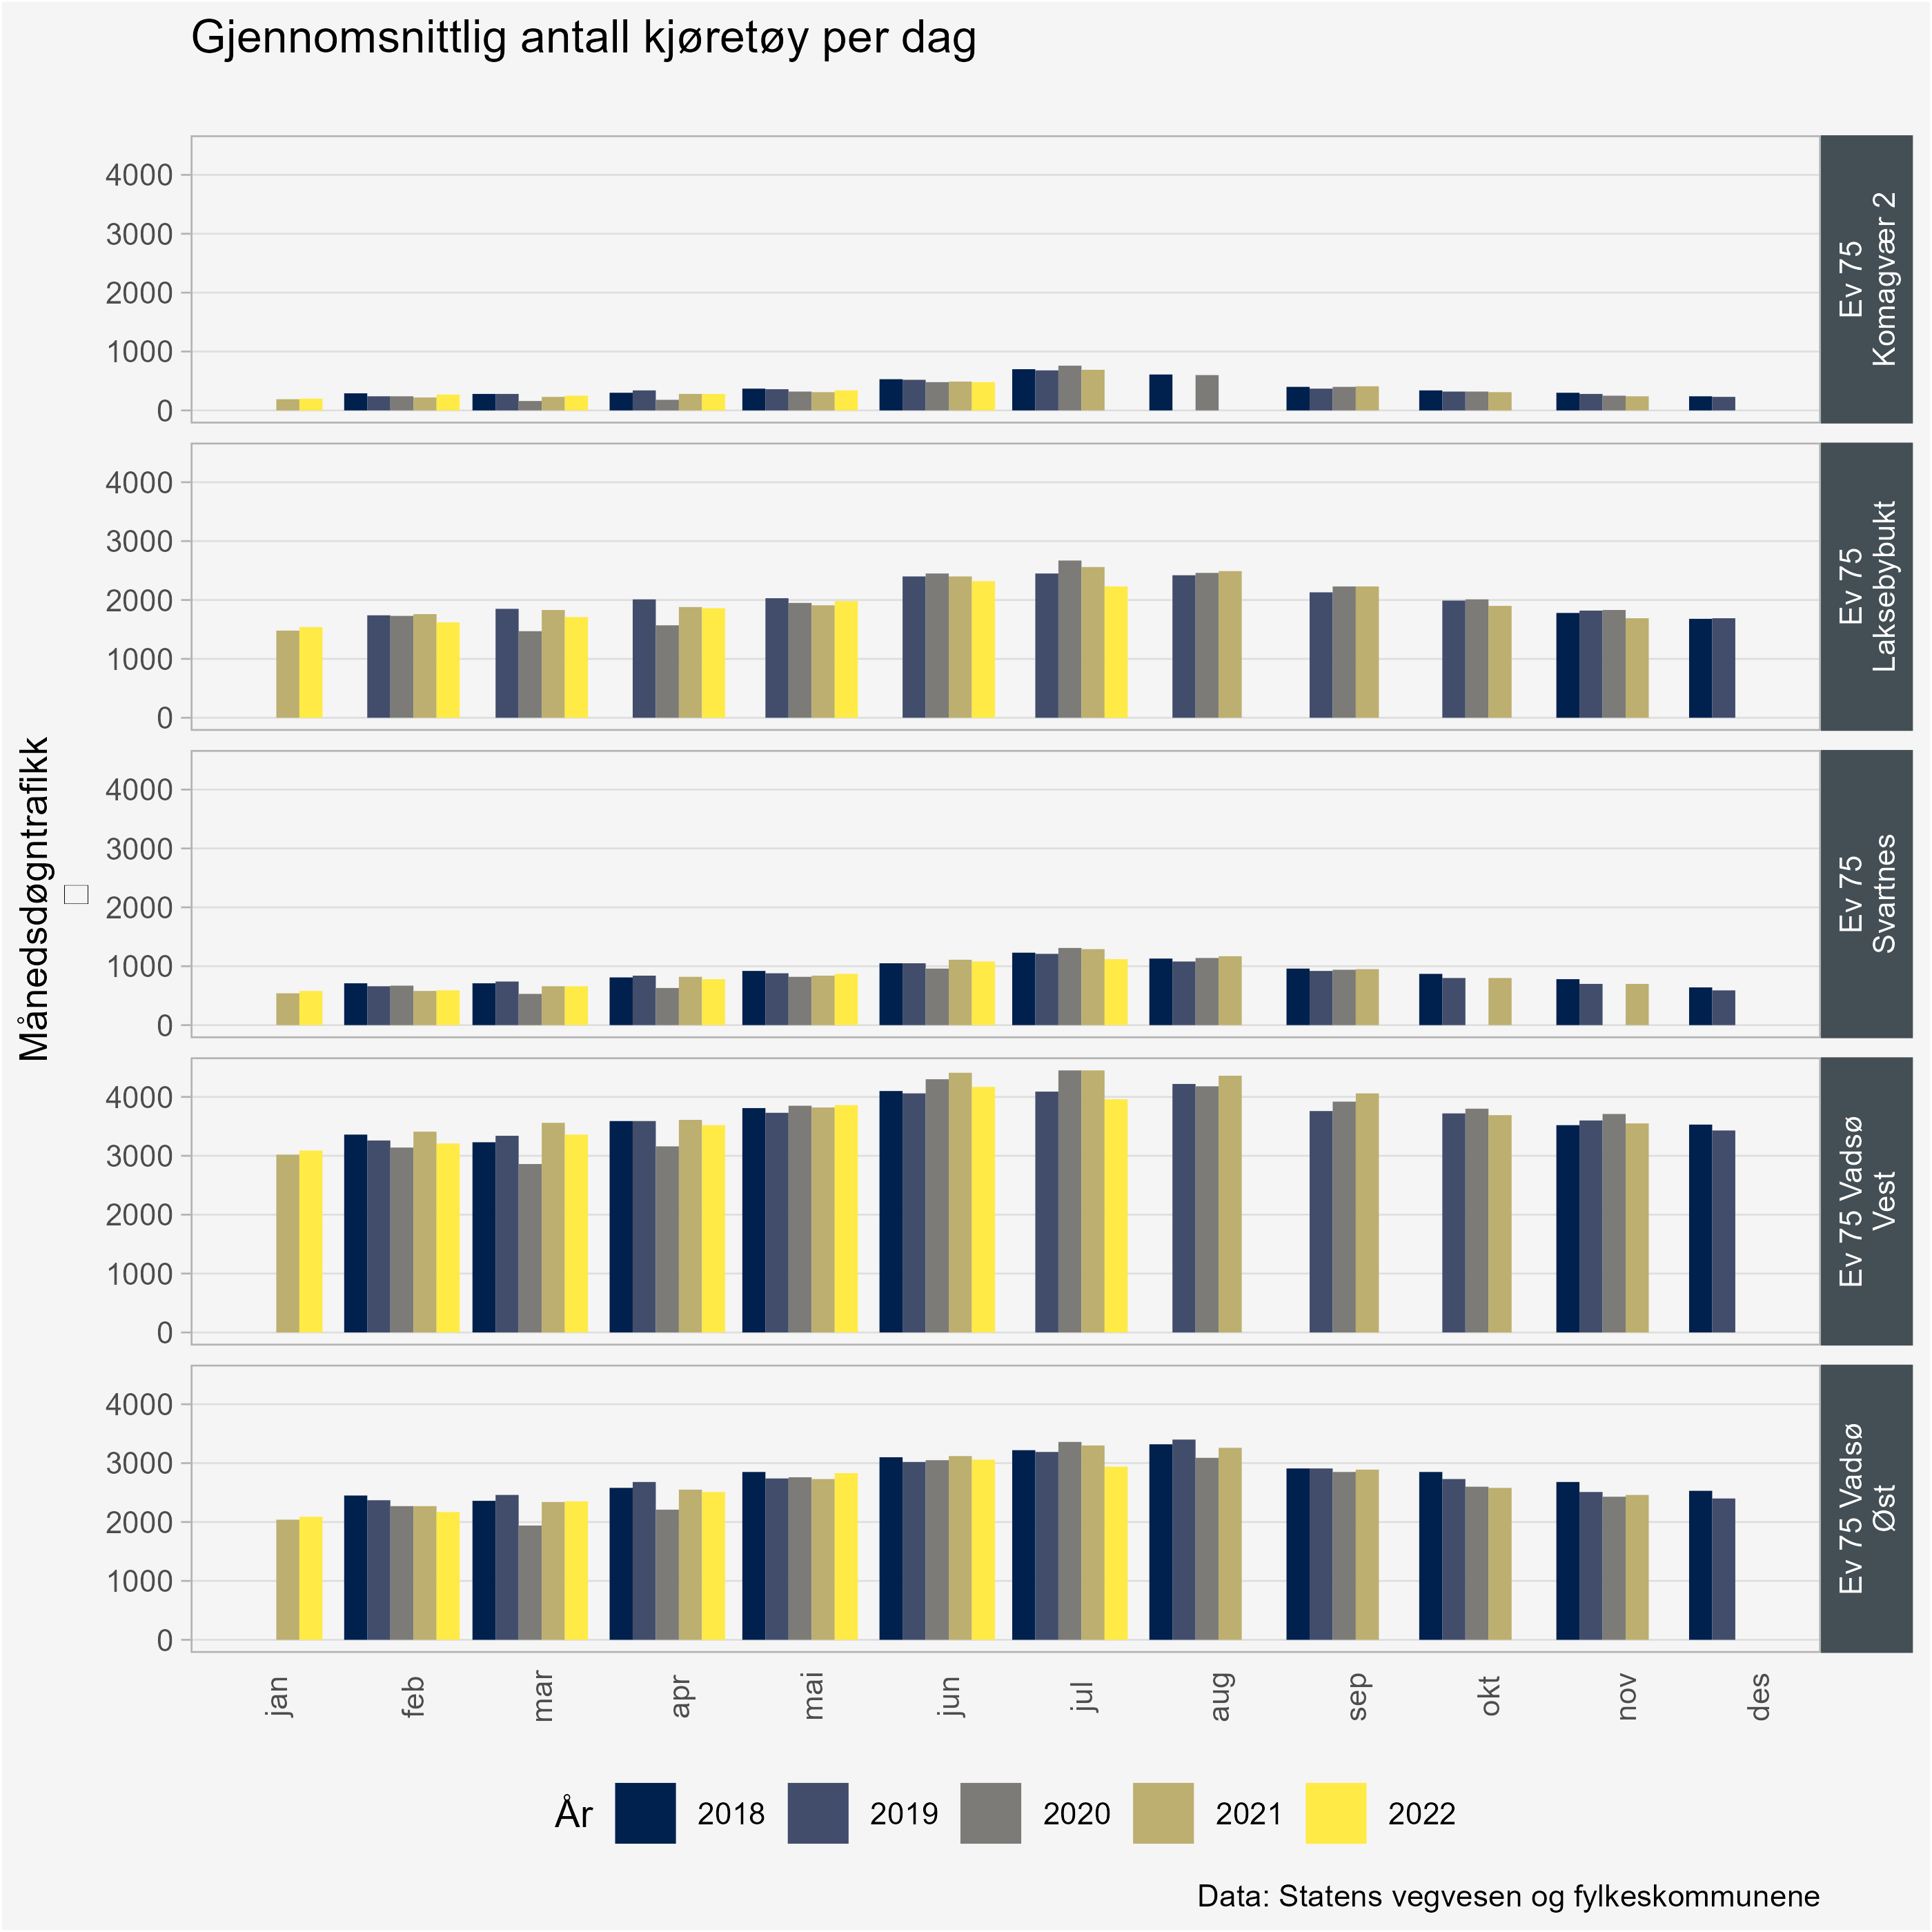 Gjennomsnittlig antall kjøretøy per dag
Månedsdøgntrafikk
4000
3000
2000
1000
0
Ev 75
Komagvær 2
4000
3000
2000
1000
0
Ev 75
Laksebybukt
4000
3000
2000
1000
0
Ev 75
Svartnes
4000
3000
2000
1000
0
Ev 75 Vadsø
Vest
4000
3000
2000
1000
0
Ev 75 Vadsø
Øst
jan feb mar apr mai jun jul aug sep okt nov des
År 2018 2019 2020 2021 2022
Data: Statens vegvesen og fylkeskommunene